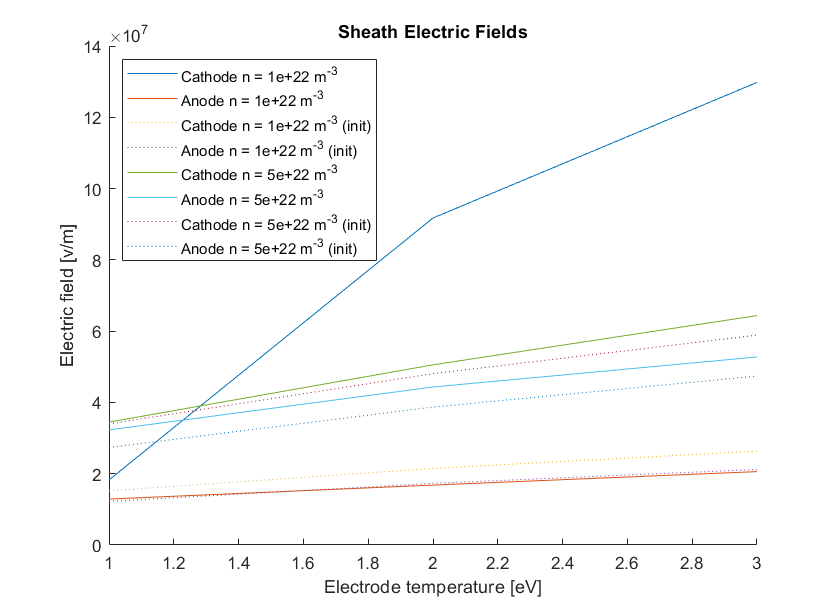 Sheath Electric Fields
×10^7
14
12
10
8
6
4
2
0
Electric field [v/m]
Cathode n = 1e+22 m^-3
Anode n = 1e+22 m^-3
Cathode n = 1e+22 m^-3 (init)
Anode n = 1e+22 m^-3 (init)
Cathode n = 5e+22 m^-3
Anode n = 5e+22 m^-3
Cathode n = 5e+22 m^-3 (init)
Anode n = 5e+22 m^-3 (init)
1 1.2 1.4 1.6 1.8 2 2.2 2.4 2.6 2.8 3
Electrode temperature [eV]